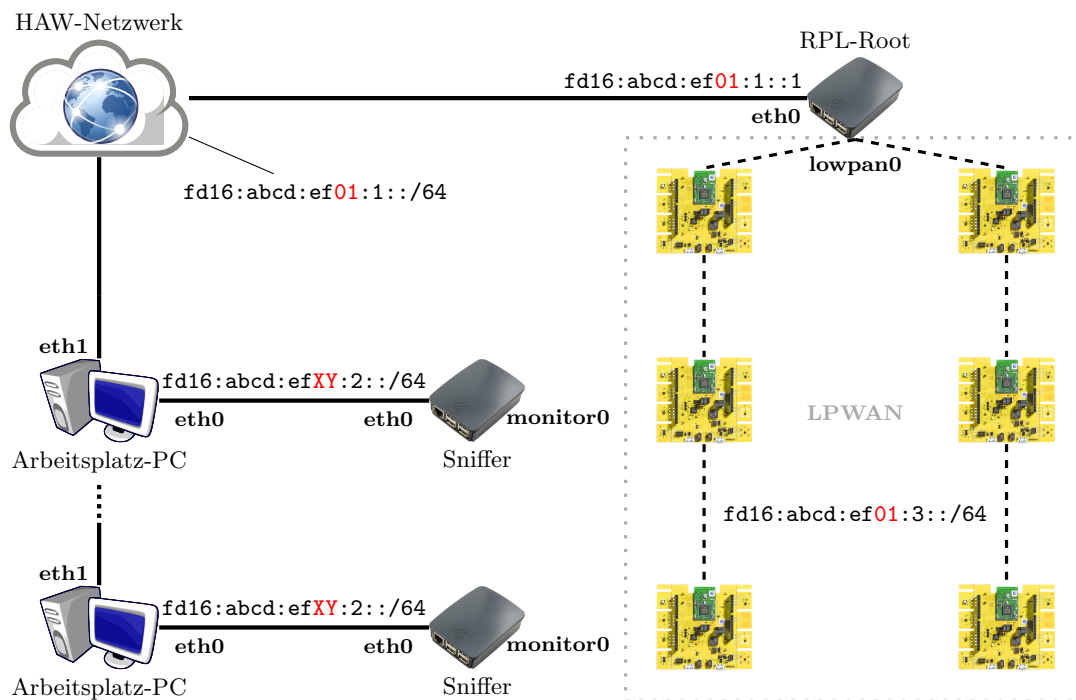 HAW-Netzwerk
RPL-Root
fd16:abcd:ef01:1::1
eth0
lowpan0
fd16:abcd:ef01:1::/64
eth1
fd16:abcd:efXY:2::/64
eth0
eth0
monitor0
Arbeitsplatz-PC
Sniffer
LPWAN
fd16:abcd:ef01:3::/64
eth1
fd16:abcd:efXY:2::/64
eth0
eth0
monitor0
Arbeitsplatz-PC
Sniffer